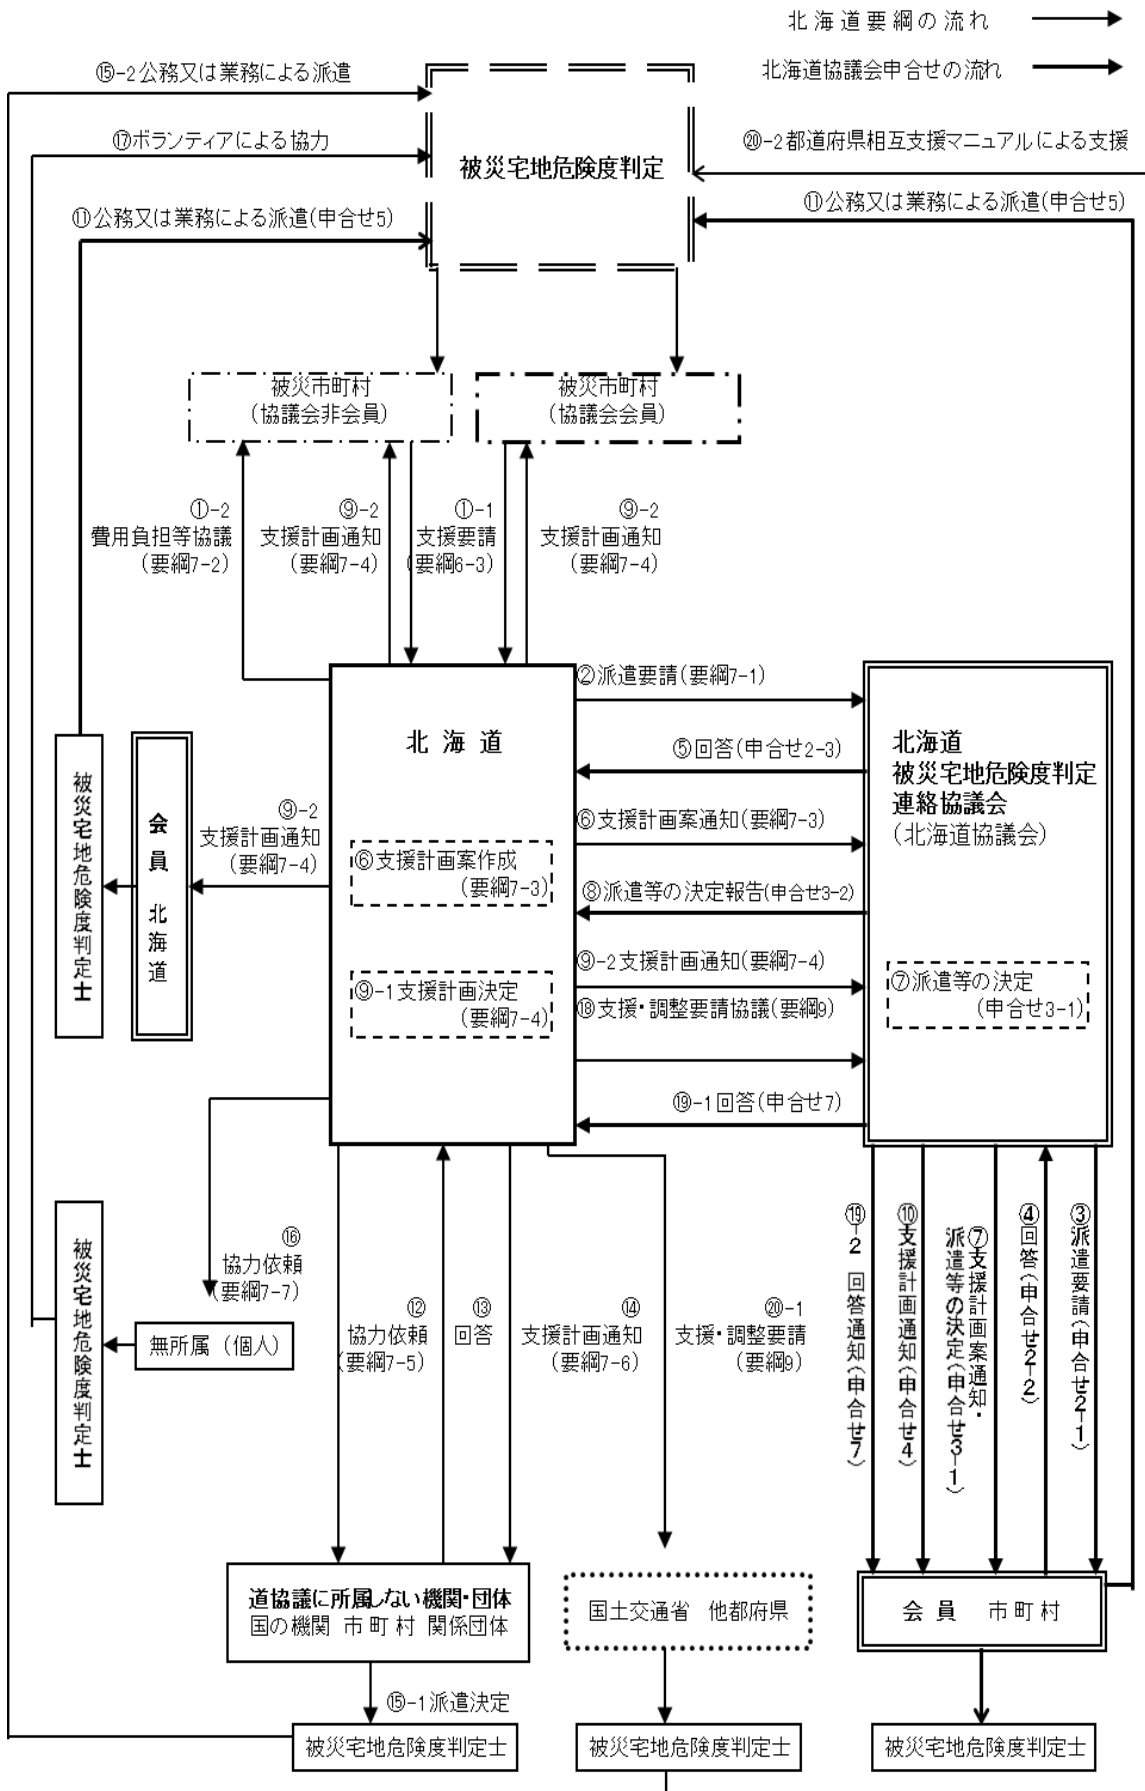 北海道要綱の流れ
北海道協議会申合せの流れ
⑮-2公務又は業務による派遣
⑰ボランティアによる協力
⑪公務又は業務による派遣(申合せ5)
被災宅地危険度判定
⑳-2都道府県相互支援マニュアルによる支援
⑪公務又は業務による派遣(申合せ5)
被災市町村
(協議会非会員)
被災市町村
(協議会会員)
①-2
費用負担等協議
(要綱7-2)
⑨-2
支援計画通知
(要綱7-4)
①-1
支援要請
(要綱6-3)
⑨-2
支援計画通知
(要綱7-4)
北海道
②派遣要請(要綱7-1)
⑤回答(申合せ2-3)
⑥支援計画案通知(要綱7-3)
⑧派遣等の決定報告(申合せ3-2)
⑨-2支援計画通知(要綱7-4)
⑱支援・調整要請協議(要綱9)
⑲-1回答(申合せ7)
⑥支援計画案作成
(要綱7-3)
⑨-1支援計画決定
(要綱7-4)
北海道
被災宅地危険度判定
連絡協議会
(北海道協議会)
⑦派遣等の決定
(申合せ3-1)
被災宅地危険度判定士
会員 北海道
⑨-2
支援計画通知
(要綱7-4)
被災宅地危険度判定士
⑯
協力依頼
(要綱7-7)
無所属（個人）
⑫
協力依頼
(要綱7-5)
⑬
回答
⑭
支援計画通知
(要綱7-6)
⑳-1
支援・調整要請
(要綱9)
⑲-2 回答通知(申合せ7)
⑩支援計画通知(申合せ4)
⑦支援計画案通知・
派遣等の決定(申合せ3-1)
④回答(申合せ2-2)
③派遣要請(申合せ2-1)
道協議に所属しない機関・団体
国の機関 市町村 関係団体
国土交通省 他都府県
会員 市町村
⑮-1派遣決定
被災宅地危険度判定士
被災宅地危険度判定士
被災宅地危険度判定士